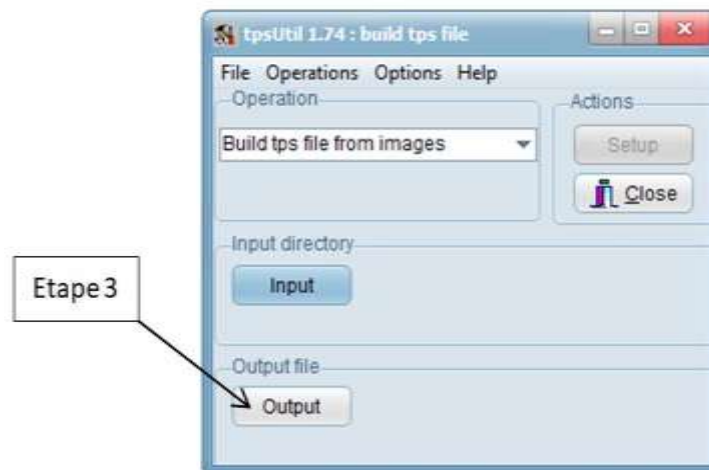 tpsUtil 1.74 : build tps file
File Operations Options Help
Operation
Actions
Build tps file from images
Setup
Close
Input directory
Input
Etape 3
Output file
Output